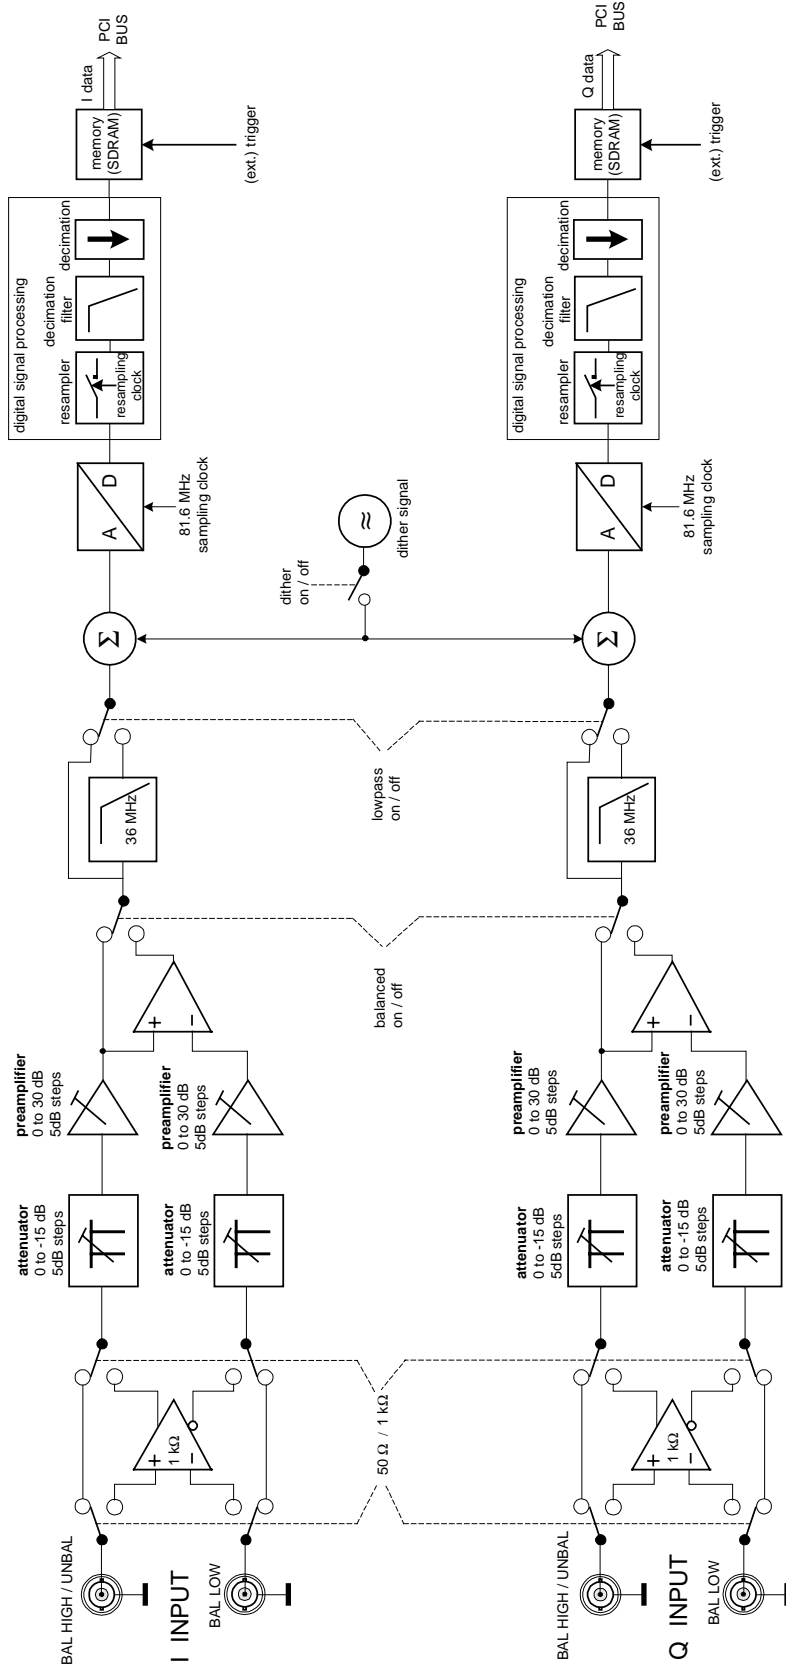 BAL HIGH / UNBAL
I INPUT
BAL LOW
+
−
1 kΩ
attenuator
0 to -15 dB
5dB steps
attenuator
0 to -15 dB
5dB steps
preamplifier
0 to 30 dB
5dB steps
preamplifier
0 to 30 dB
5dB steps
+
−
36 MHz
Σ
A
D
81.6 MHz
sampling clock
digital signal processing
resampler
resampling
clock
decimation
filter
decimation
memory
(SDRAM)
(ext.) trigger
I data
PCI
BUS
50 Ω / 1 kΩ
balanced
on / off
lowpass
on / off
dither
on / off
≈
dither signal
BAL HIGH / UNBAL
Q INPUT
BAL LOW
+
−
1 kΩ
attenuator
0 to -15 dB
5dB steps
attenuator
0 to -15 dB
5dB steps
preamplifier
0 to 30 dB
5dB steps
preamplifier
0 to 30 dB
5dB steps
+
−
36 MHz
Σ
A
D
81.6 MHz
sampling clock
digital signal processing
resampler
resampling
clock
decimation
filter
decimation
memory
(SDRAM)
(ext.) trigger
Q data
PCI
BUS